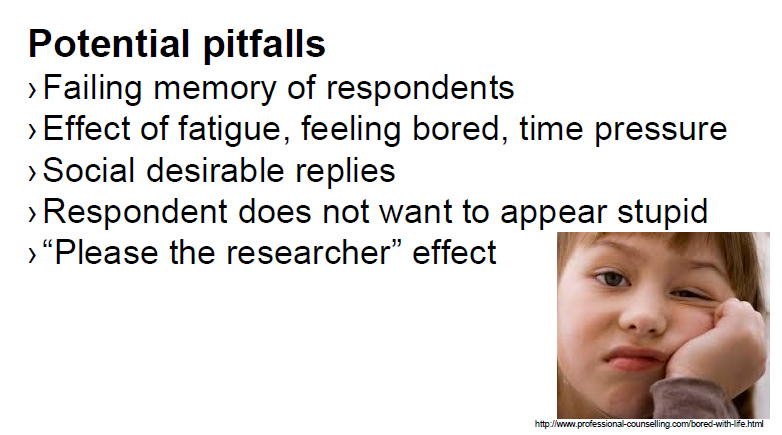 Potential pitfalls
› Failing memory of respondents
› Effect of fatigue, feeling bored, time pressure
› Social desirable replies
› Respondent does not want to appear stupid
› “Please the researcher” effect
http://www.professional-counselling.com/bored-with-life.html